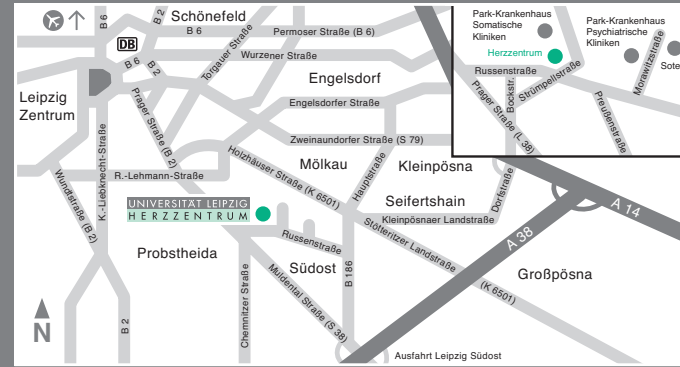 Schönefeld
B 6
B 6
Permoser Straße (B 6)
DB
B 6
B 2
Torgauer Straße
Wurzener Straße
Engelsdorf
Engelsdorfer Straße
Leipzig
Zentrum
Prager Straße (B 2)
Zweinaundorfer Straße (S 79)
K.-Liebknecht-Straße
R.-Lehmann-Straße
Holzhäuser Straße (K 6501)
Mölkau
Hauptstraße
Kleinpösna
Wundtstraße (B 2)
UNIVERSITÄT LEIPZIG
HERZZENTRUM
Seifertshain
Dorfstraße
Kleinpösnaer Landstraße
A 14
A 38
Probstheida
Russenstraße
Stötteritzer Landstraße
(K 6501)
Südost
B 186
Großpösna
Muldental Straße (S 38)
Chemnitzer Straße
B 2
N
Ausfahrt Leipzig Südost
Park-Krankenhaus
Somatische
Kliniken
Park-Krankenhaus
Psychiatrische
Kliniken
Herzzentrum
Morawitzstraße
Sote
Russenstraße
Strümpellstraße
Bockstr.
Prager Straße (L 38)
Preußenstraße